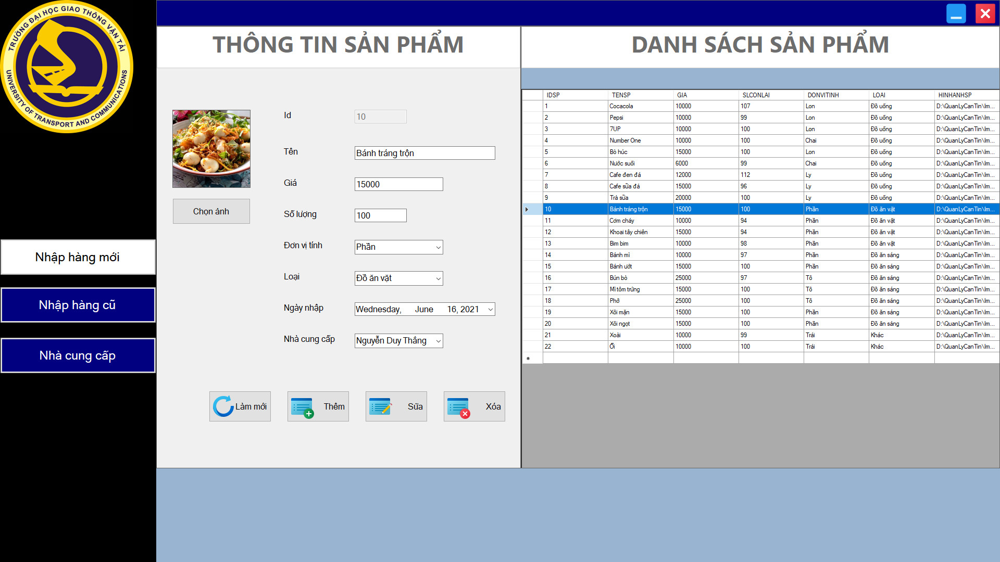 TRƯỜNG ĐẠI HỌC GIAO THÔNG VẬN TẢI
UNIVERSITY OF TRANSPORT AND COMMUNICATIONS
Nhập hàng mới
Nhập hàng cũ
Nhà cung cấp
THÔNG TIN SẢN PHẨM
Id 10
Tên Bánh tráng trộn
Giá 15000
Chọn ảnh
Số lượng 100
Đơn vị tính Phần
Loại Đồ ăn vặt
Ngày nhập Wednesday, June 16, 2021
Nhà cung cấp Nguyễn Duy Thắng
Làm mới Thêm Sửa Xóa
DANH SÁCH SẢN PHẨM
IDSP TENSP GIA SLCONLAI DONVITINH LOAI HINHANHSP
1 Cocacola 10000 107 Lon Đồ uống D:\QuanLyCanTin\Im...
2 Pepsi 10000 99 Lon Đồ uống D:\QuanLyCanTin\Im...
3 7UP 10000 100 Lon Đồ uống D:\QuanLyCanTin\Im...
4 Number One 10000 100 Chai Đồ uống D:\QuanLyCanTin\Im...
5 Bò húc 15000 100 Lon Đồ uống D:\QuanLyCanTin\Im...
6 Nước suối 6000 99 Chai Đồ uống D:\QuanLyCanTin\Im...
7 Cafe đen đá 12000 112 Ly Đồ uống D:\QuanLyCanTin\Im...
8 Cafe sữa đá 15000 96 Ly Đồ uống D:\QuanLyCanTin\Im...
9 Trà sữa 20000 100 Ly Đồ uống D:\QuanLyCanTin\Im...
10 Bánh tráng trộn 15000 100 Phần Đồ ăn vặt D:\QuanLyCanTin\Im...
11 Cơm cháy 10000 94 Phần Đồ ăn vặt D:\QuanLyCanTin\Im...
12 Khoai tây chiên 15000 94 Phần Đồ ăn vặt D:\QuanLyCanTin\Im...
13 Bim bim 10000 98 Phần Đồ ăn vặt D:\QuanLyCanTin\Im...
14 Bánh mì 10000 97 Phần Đồ ăn sáng D:\QuanLyCanTin\Im...
15 Bánh ướt 15000 100 Phần Đồ ăn sáng D:\QuanLyCanTin\Im...
16 Bún bò 25000 97 Tô Đồ ăn sáng D:\QuanLyCanTin\Im...
17 Mì tôm trứng 15000 100 Tô Đồ ăn sáng D:\QuanLyCanTin\Im...
18 Phở 25000 100 Tô Đồ ăn sáng D:\QuanLyCanTin\Im...
19 Xôi mặn 15000 100 Phần Đồ ăn sáng D:\QuanLyCanTin\Im...
20 Xôi ngọt 15000 100 Phần Đồ ăn sáng D:\QuanLyCanTin\Im...
21 Xoài 10000 99 Trái Khác D:\QuanLyCanTin\Im...
22 Ổi 10000 100 Trái Khác D:\QuanLyCanTin\Im...